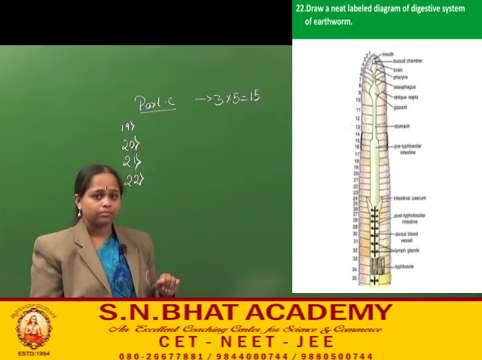 22.Draw a neat labeled diagram of digestive system
of earthworm.
Part-C → 3×5=15
19)
20)
21)
22)
mouth
buccal chamber
brain
pharynx
oesophagus
oblique septa
gizzard
stomach
pre-typhlosolar
intestine
intestinal caecum
post-typholosolar
intestine
dorsal blood
vessel
lymph glands
typhlosole
S.N.BHAT ACADEMY
An Excellent Coaching Center for Science & Commerce
CET - NEET - JEE
080-26677881 / 9844000744 / 9880500744
ESTD:1994